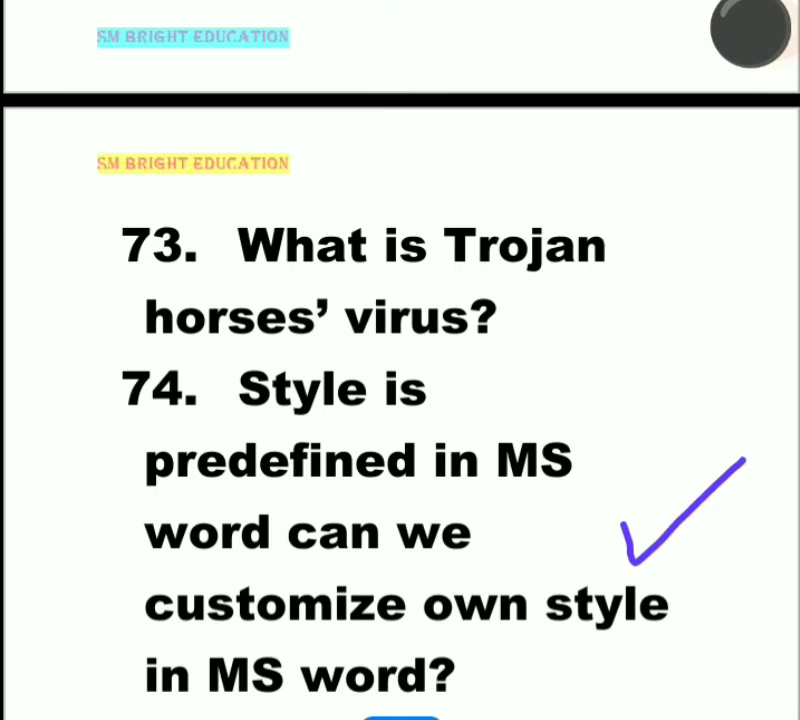 SM BRIGHT EDUCATION
SM BRIGHT EDUCATION
73. What is Trojan
horses’ virus?
74. Style is
predefined in MS
word can we
customize own style
in MS word?